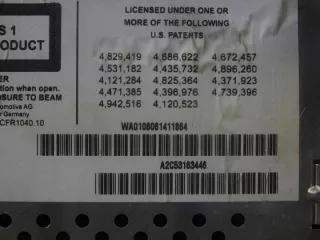 LICENSED UNDER ONE OR
MORE OF THE FOLLOWING
U.S. PATENTS
S 1
PRODUCT
4,829,419 4,686,622 4,672,457
4,531,182 4,435,732 4,896,260
4,121,284 4,825,364 4,371,923
4,471,385 4,396,976 4,739,396
4,942,516 4,120,523
ER
tion when open.
OSURE TO BEAM
omotive AG
Germany
CFR1040.10
WA0106061411864
A2C53163446